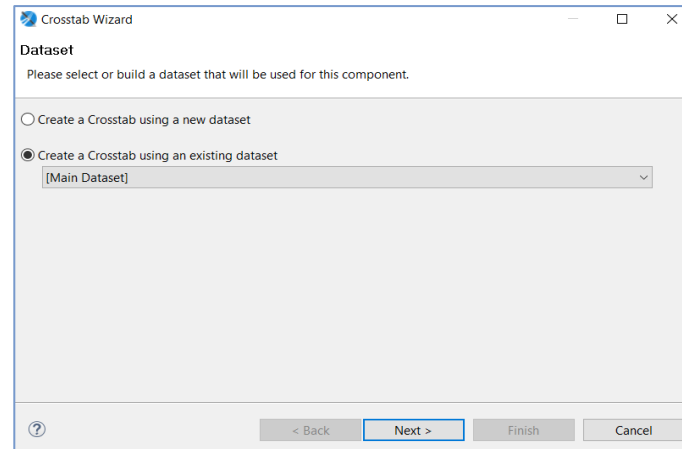 Crosstab Wizard
Dataset
Please select or build a dataset that will be used for this component.
Create a Crosstab using a new dataset
Create a Crosstab using an existing dataset
[Main Dataset]
? < Back Next > Finish Cancel